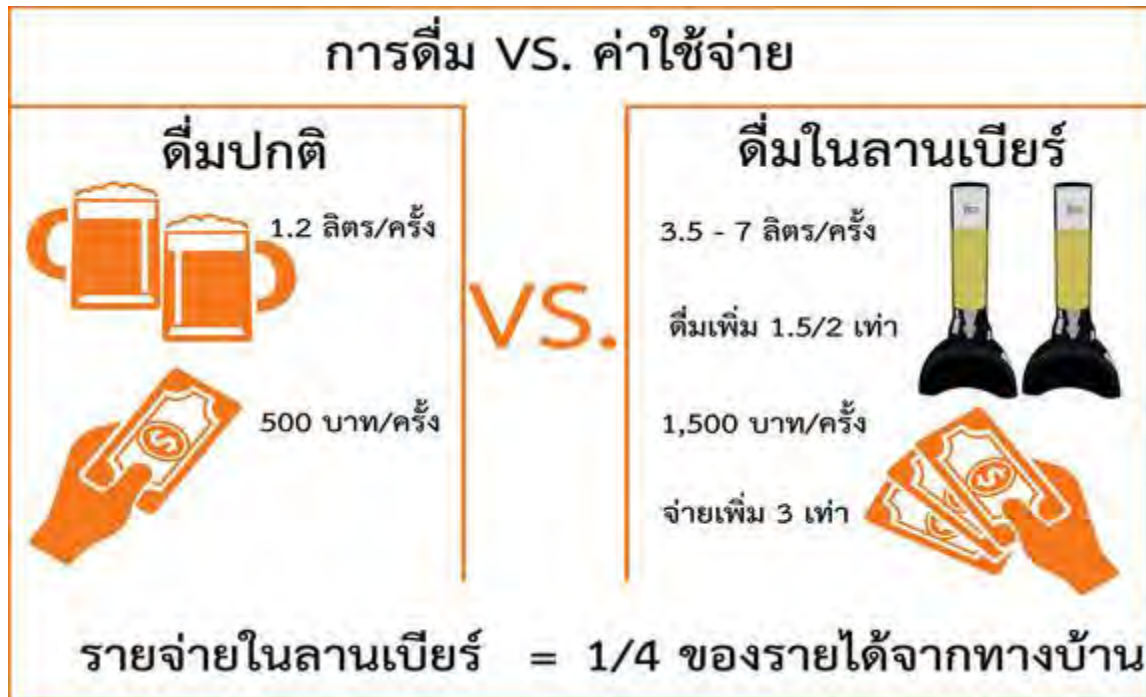 การดื่ม VS. ค่าใช้จ่าย
ดื่มปกติ
1.2 ลิตร/ครั้ง
500 บาท/ครั้ง
VS.
ดื่มในลานเบียร์
3.5 - 7 ลิตร/ครั้ง
ดื่มเพิ่ม 1.5/2 เท่า
1,500 บาท/ครั้ง
จ่ายเพิ่ม 3 เท่า
รายจ่ายในลานเบียร์ = 1/4 ของรายได้จากทางบ้าน